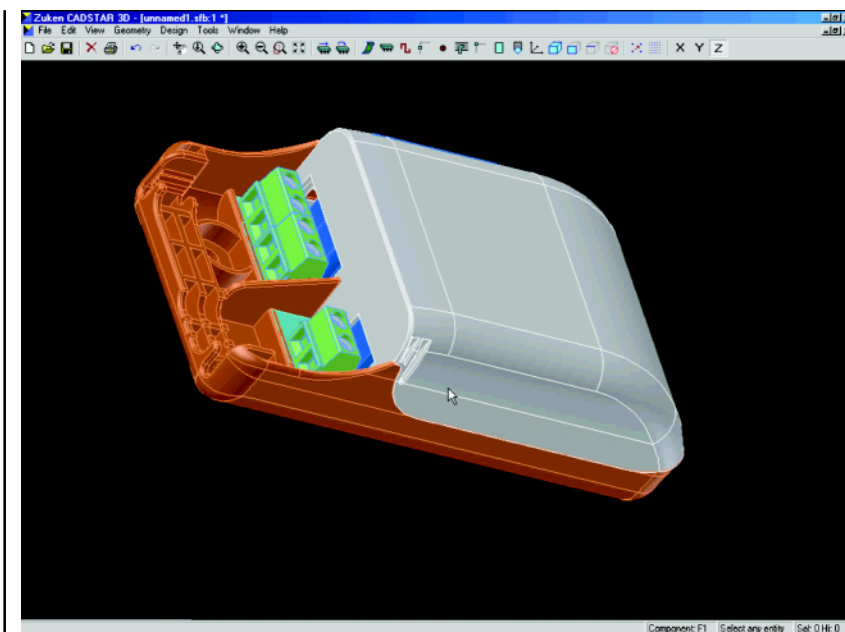 Zuken CADSTAR 3D - [unnamed1.sfb:1 *]
File Edit View Geometry Design Tools Window Help
X Y Z
Component: F1 Select any entity Sel: 0 Hi: 0